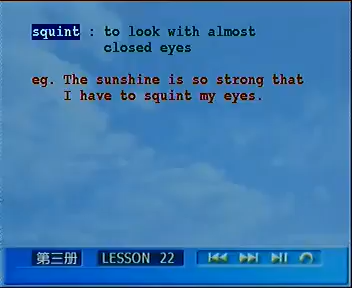 squint : to look with almost
closed eyes
eg. The sunshine is so strong that
I have to squint my eyes.
第三册 LESSON 22